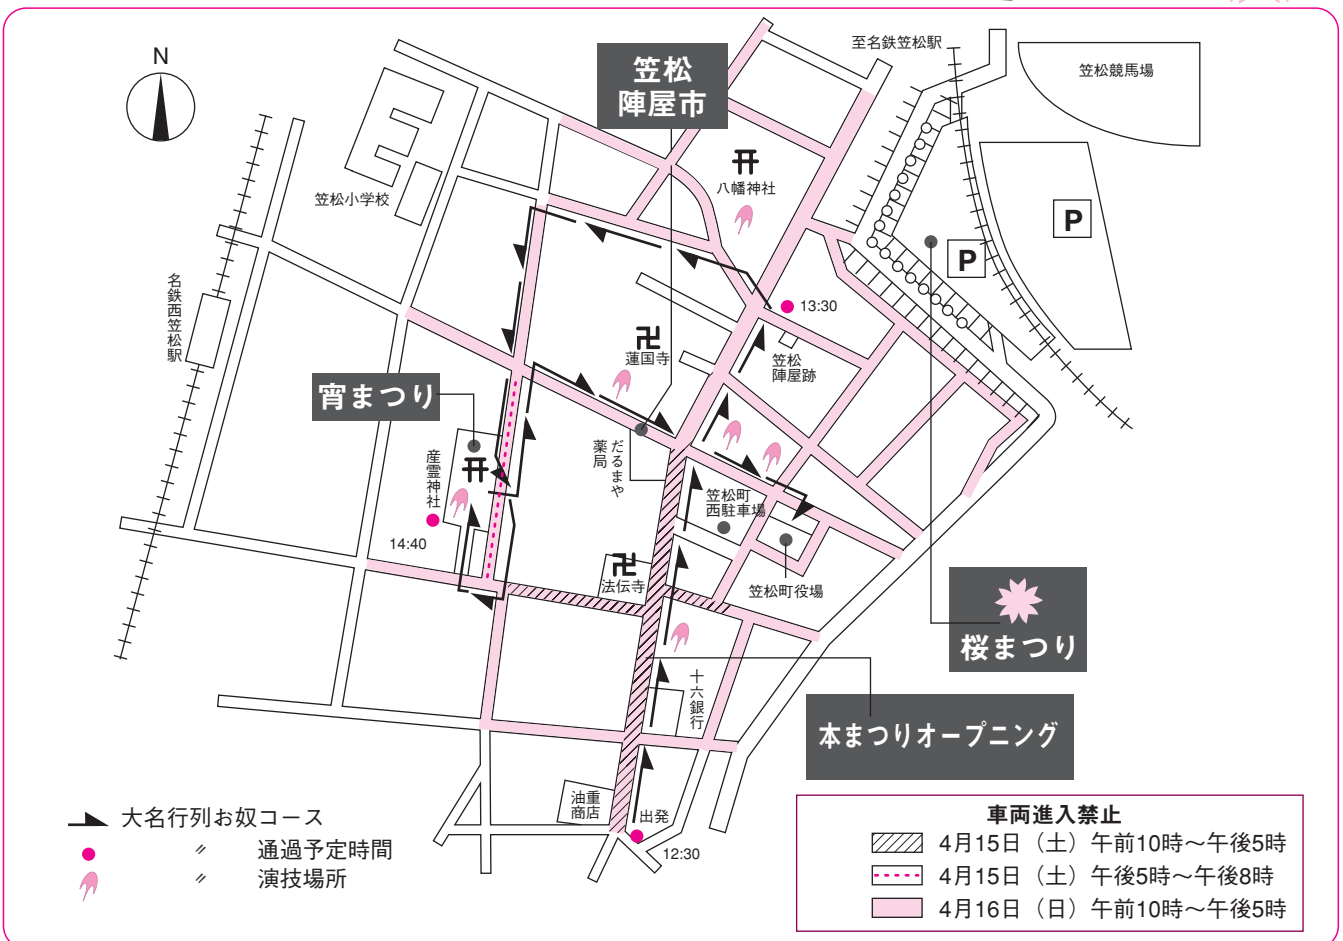 N
笠松
陣屋市
至名鉄笠松駅
笠松競馬場
八幡神社
笠松小学校
P
P
名鉄西笠松駅
13:30
蓮国寺
笠松
陣屋跡
宵まつり
だるまや
薬局
産霊神社
笠松町
西駐車場
14:40
法伝寺
笠松町役場
桜まつり
十六銀行
本まつりオープニング
油重
商店
出発
12:30
大名行列お奴コース
〃 通過予定時間
〃 演技場所
車両進入禁止
4月15日（土）午前10時～午後5時
4月15日（土）午後5時～午後8時
4月16日（日）午前10時～午後5時